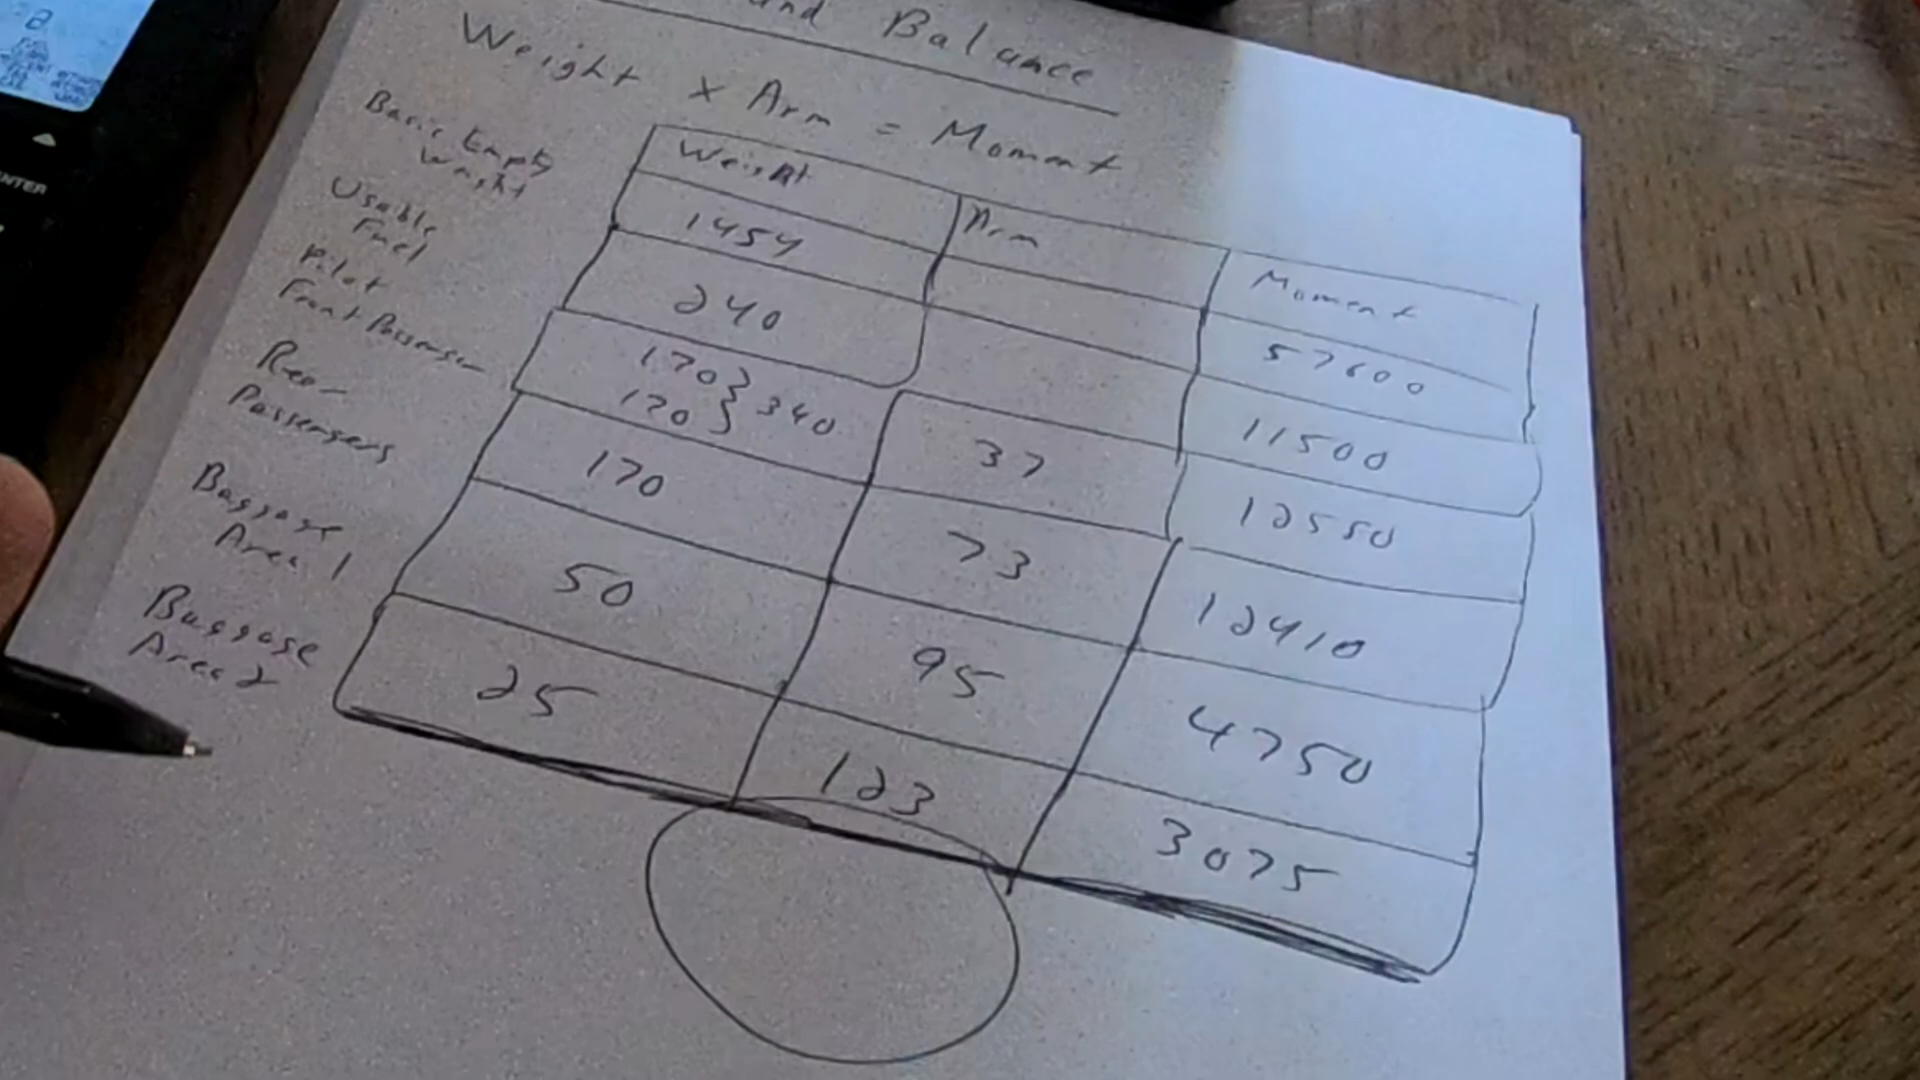 and Balance
Weight x Arm = Moment
Weight Arm Moment
Basic Empty Weight 1454 57600
Usable Fuel 240 11500
Pilot 170
Front Passenger 170 } 340 37 12550
Rear Passengers 170 73 12410
Baggage Area 1 50 95 4750
Baggage Area 2 25 123 3075
ENTER